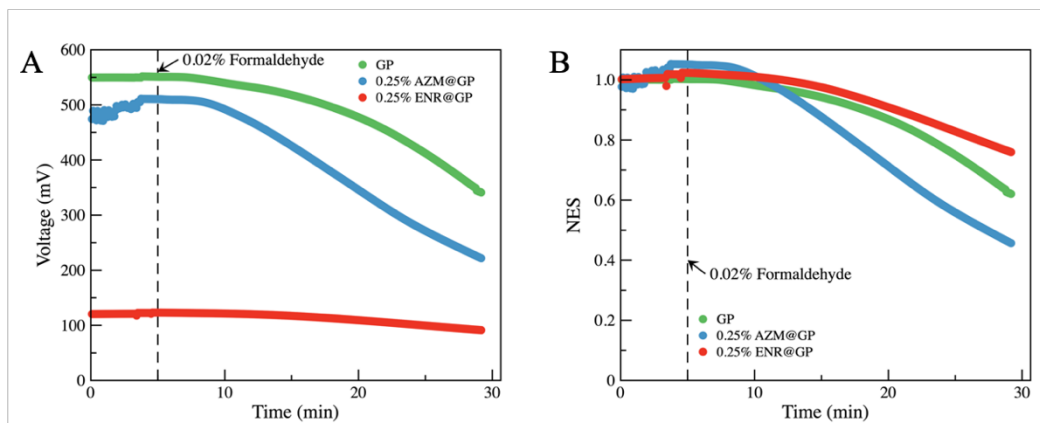 A
600
500
400
300
200
100
0
0
10
20
30
Voltage (mV)
Time (min)
0.02% Formaldehyde
GP
0.25% AZM@GP
0.25% ENR@GP
B
1.0
0.8
0.6
0.4
0.2
0
0
10
20
30
NES
Time (min)
0.02% Formaldehyde
GP
0.25% AZM@GP
0.25% ENR@GP